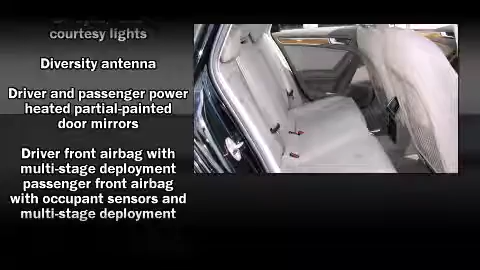 courtesy lights
Diversity antenna
Driver and passenger power
heated partial-painted
door mirrors
Driver front airbag with
multi-stage deployment
passenger front airbag
with occupant sensors and
multi-stage deployment